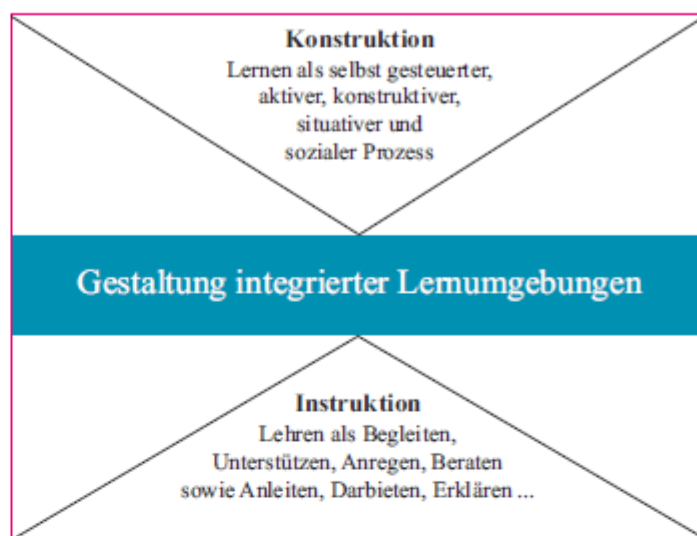 Konstruktion
Lernen als selbst gesteuerter,
aktiver, konstruktiver,
situativer und
sozialer Prozess
Gestaltung integrierter Lernumgebungen
Instruktion
Lehren als Begleiten,
Unterstützen, Anregen, Beraten
sowie Anleiten, Darbieten, Erklären ...